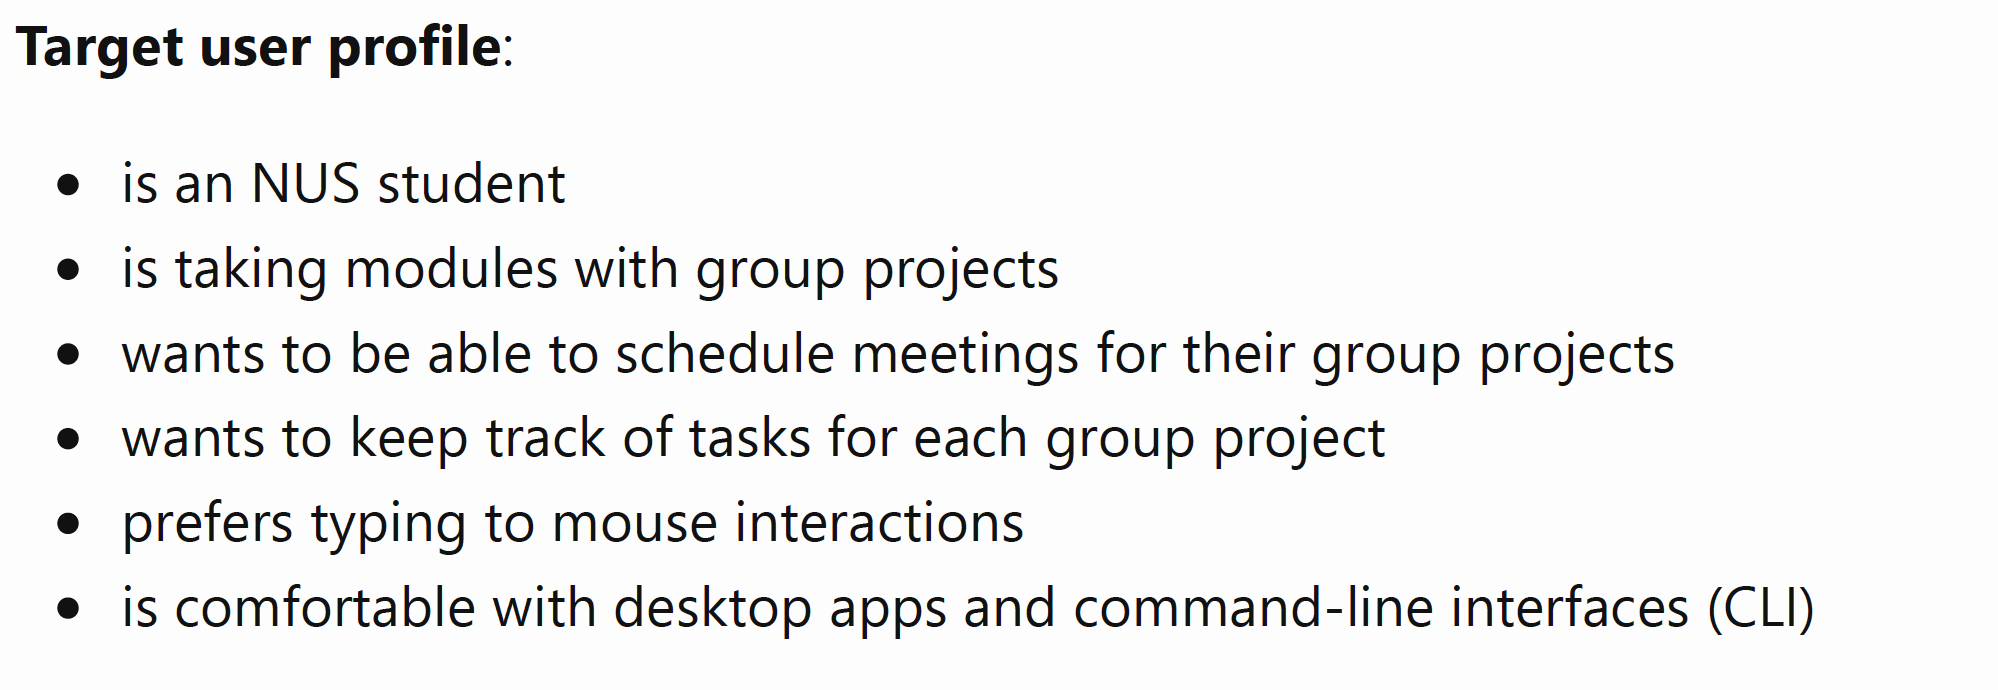 Target user profile:
• is an NUS student
• is taking modules with group projects
• wants to be able to schedule meetings for their group projects
• wants to keep track of tasks for each group project
• prefers typing to mouse interactions
• is comfortable with desktop apps and command-line interfaces (CLI)